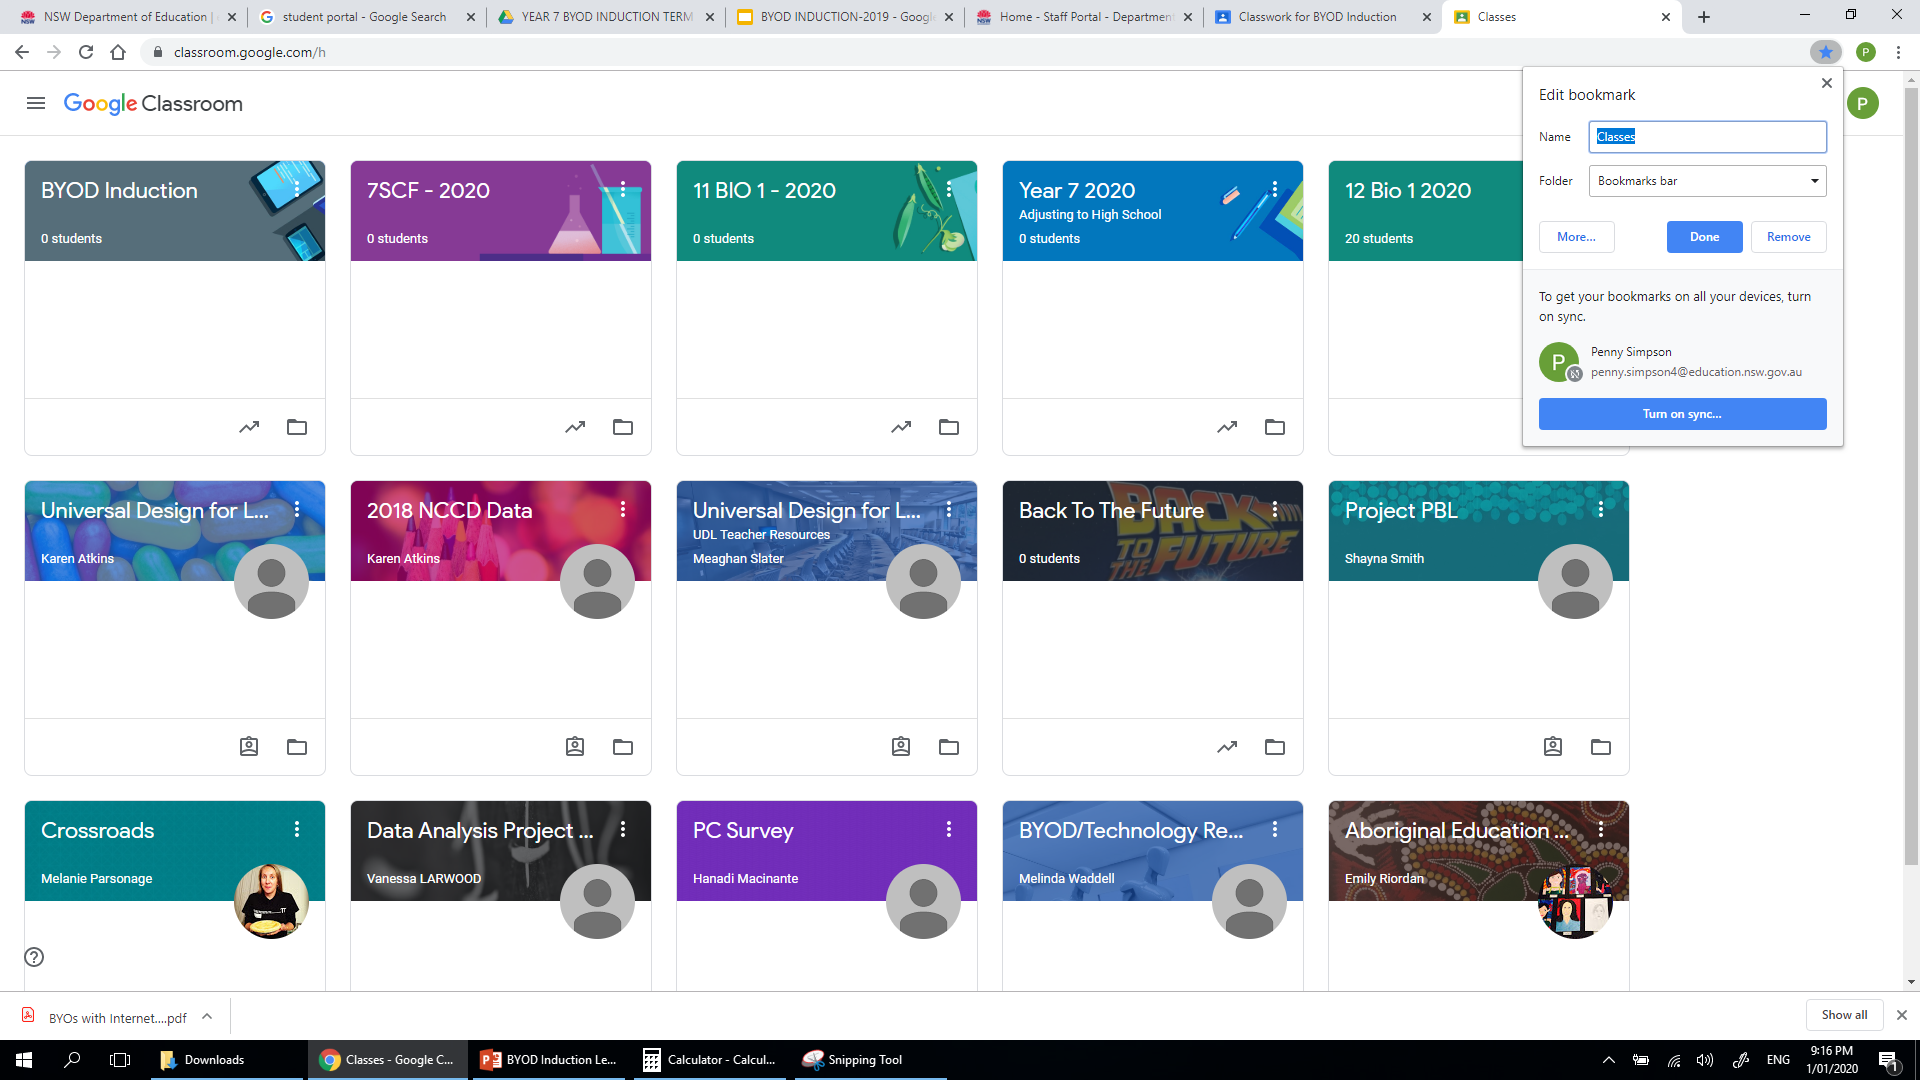 NSW Department of Education |
student portal - Google Search
YEAR 7 BYOD INDUCTION TERM
BYOD INDUCTION-2019 - Google
Home - Staff Portal - Department
Classwork for BYOD Induction
Classes
classroom.google.com/h
P
Google Classroom
P
Edit bookmark
Name
Classes
Folder
Bookmarks bar
More...
Done
Remove
To get your bookmarks on all your devices, turn
on sync.
P
Penny Simpson
penny.simpson4@education.nsw.gov.au
Turn on sync...
BYOD Induction
0 students
7SCF - 2020
0 students
11 BIO 1 - 2020
0 students
Year 7 2020
Adjusting to High School
0 students
12 Bio 1 2020
20 students
Universal Design for L...
Karen Atkins
2018 NCCD Data
Karen Atkins
Universal Design for L...
UDL Teacher Resources
Meaghan Slater
Back To The Future
0 students
BACK
TO THE
FUTURE
Project PBL
Shayna Smith
Crossroads
Melanie Parsonage
Data Analysis Project ...
Vanessa LARWOOD
PC Survey
Hanadi Macinante
BYOD/Technology Re...
Melinda Waddell
Aboriginal Education ...
Emily Riordan
BYOs with Internet....pdf
Show all
Downloads
Classes - Google C...
BYOD Induction Le...
Calculator - Calcul...
Snipping Tool
ENG
9:16 PM
1/01/2020
1